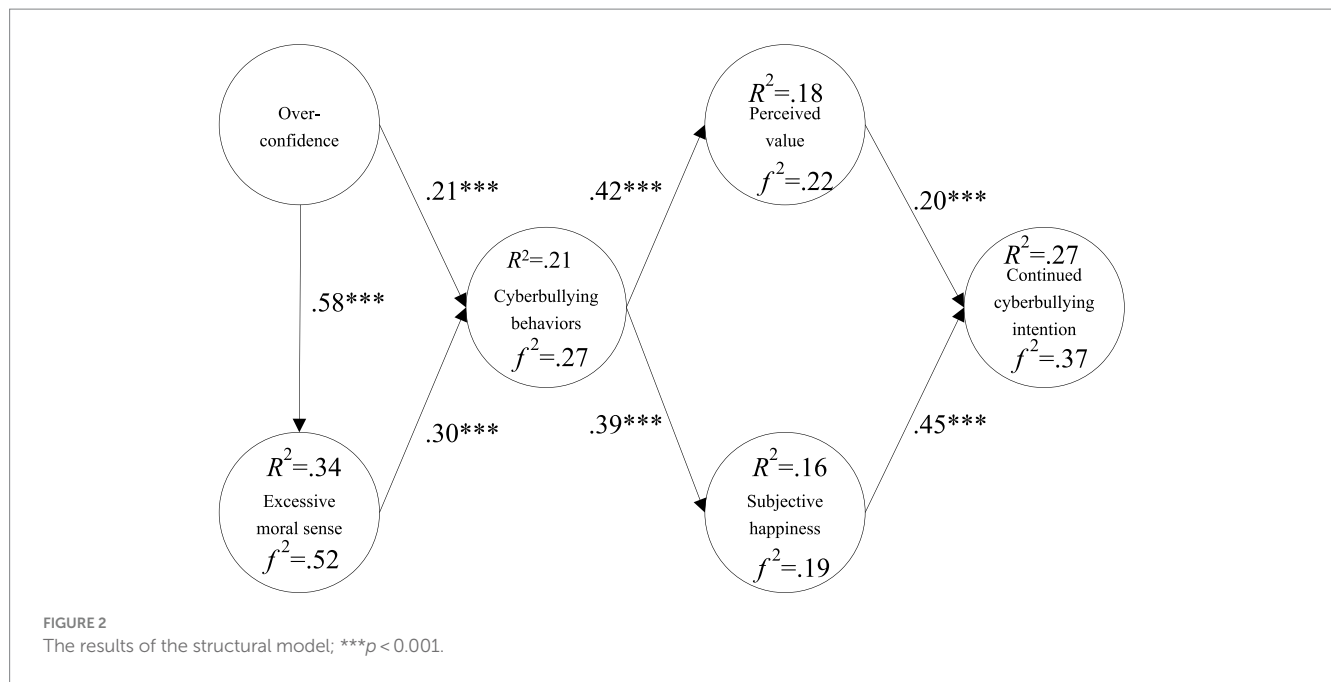 Over-
confidence
.21***
.58***
R²=.34
Excessive
moral sense
f²=.52
.30***
R²=.21
Cyberbullying
behaviors
f²=.27
.42***
.39***
R²=.18
Perceived
value
f²=.22
R²=.16
Subjective
happiness
f²=.19
.20***
.45***
R²=.27
Continued
cyberbullying
intention
f²=.37
FIGURE 2
The results of the structural model; ***p < 0.001.